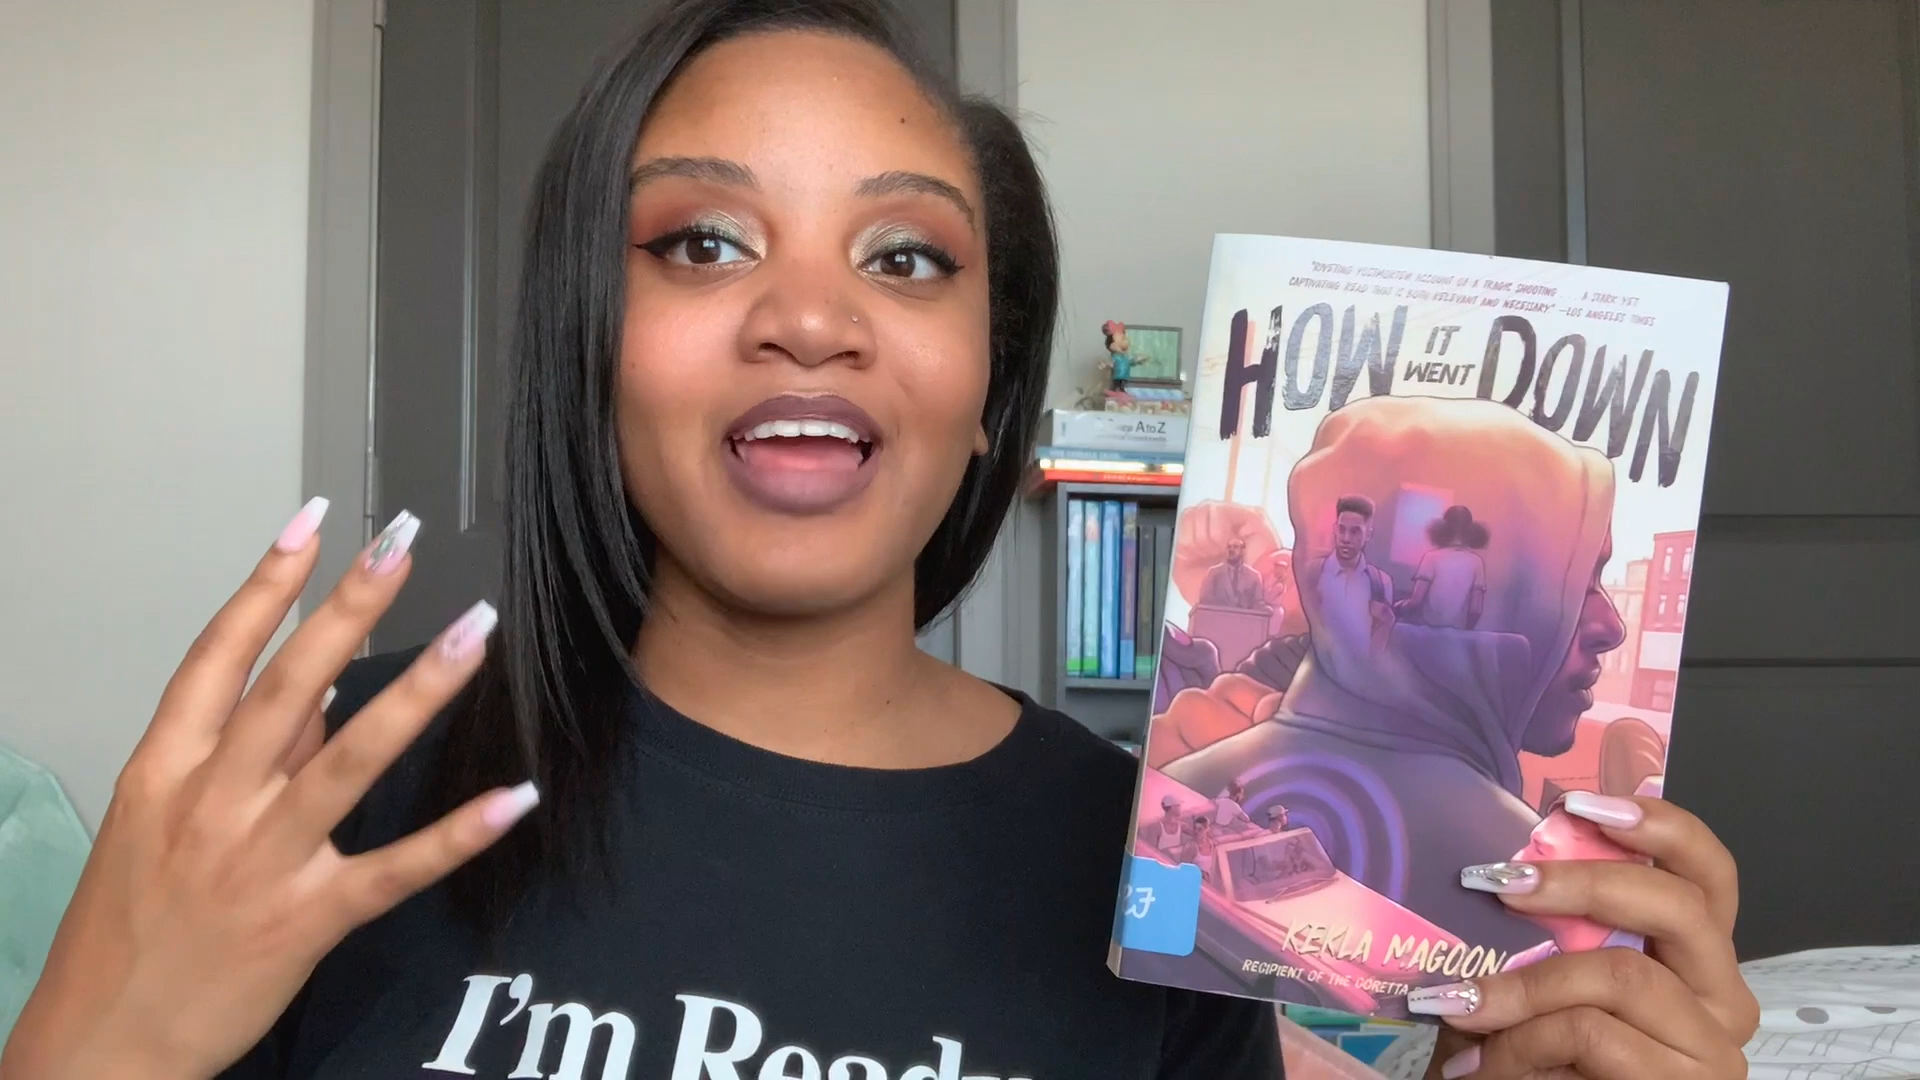 "RIVETING POSTMORTEM ACCOUNT OF A TRAGIC SHOOTING . . . A STARK YET
CAPTIVATING READ THAT IS BOTH RELEVANT AND NECESSARY." —LOS ANGELES TIMES
HOW IT WENT DOWN
A to Z
KEKLA MAGOON
RECIPIENT OF THE CORETTA
I'm Ready